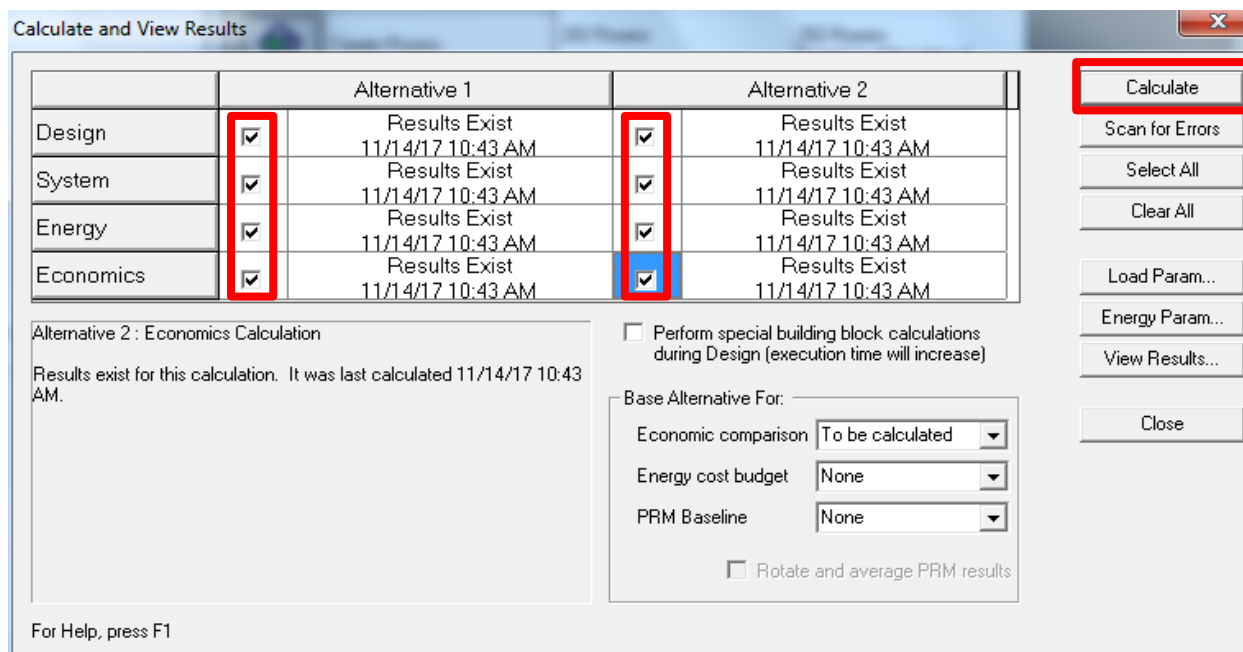 Calculate and View Results
Alternative 1
Alternative 2
Design
Results Exist
11/14/17 10:43 AM
Results Exist
11/14/17 10:43 AM
System
Results Exist
11/14/17 10:43 AM
Results Exist
11/14/17 10:43 AM
Energy
Results Exist
11/14/17 10:43 AM
Results Exist
11/14/17 10:43 AM
Economics
Results Exist
11/14/17 10:43 AM
Results Exist
11/14/17 10:43 AM
Alternative 2 : Economics Calculation
Results exist for this calculation. It was last calculated 11/14/17 10:43
AM.
Perform special building block calculations
during Design (execution time will increase)
Base Alternative For:
Economic comparison To be calculated
Energy cost budget None
PRM Baseline None
Rotate and average PRM results
Calculate
Scan for Errors
Select All
Clear All
Load Param...
Energy Param...
View Results...
Close
For Help, press F1